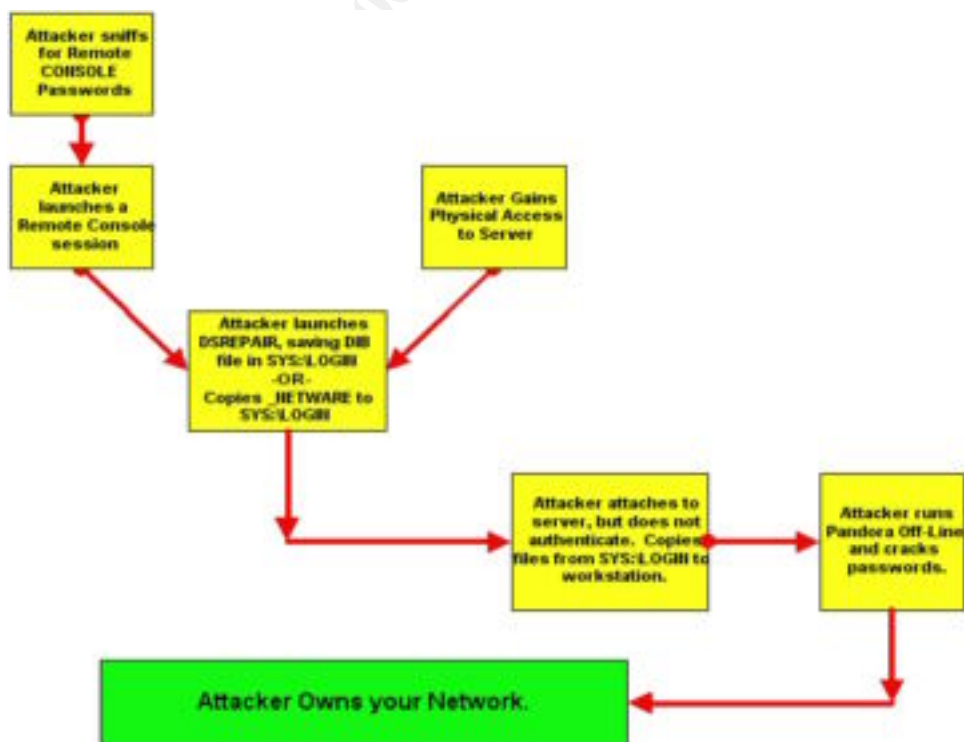 Attacker sniffs
for Remote
CONSOLE
Passwords
Attacker
launches a
Remote Console
session
Attacker Gains
Physical Access
to Server
Attacker launches
DSREPAIR, saving DIB
file in SYS:\LOGIN
-OR-
Copies _NETWARE to
SYS:\LOGIN
Attacker attaches to
server, but does not
authenticate. Copies
files from SYS:\LOGIN to
workstation.
Attacker runs
Pandora Off-Line
and cracks
passwords.
Attacker Owns your Network.